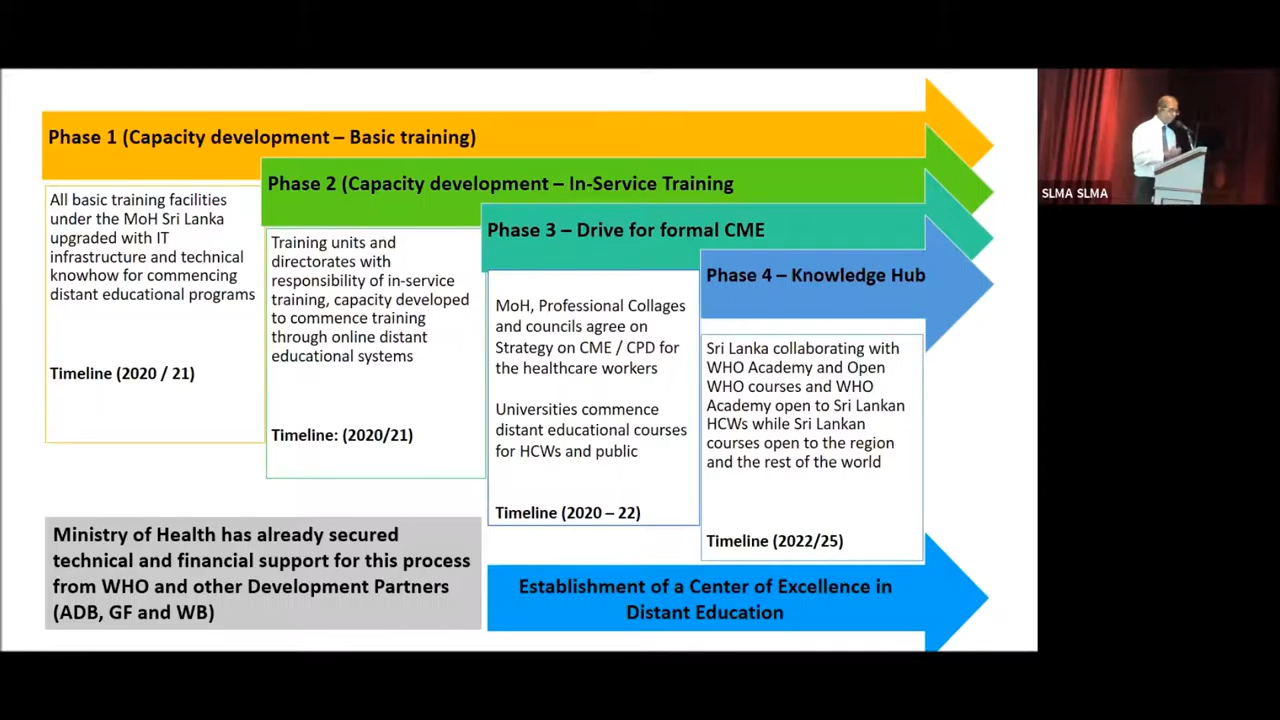 Phase 1 (Capacity development – Basic training)
All basic training facilities
under the MoH Sri Lanka
upgraded with IT
infrastructure and technical
knowhow for commencing
distant educational programs
Timeline (2020 / 21)
Phase 2 (Capacity development – In-Service Training
Training units and
directorates with
responsibility of in-service
training, capacity developed
to commence training
through online distant
educational systems
Timeline: (2020/21)
Phase 3 – Drive for formal CME
MoH, Professional Collages
and councils agree on
Strategy on CME / CPD for
the healthcare workers
Universities commence
distant educational courses
for HCWs and public
Timeline (2020 – 22)
Phase 4 – Knowledge Hub
Sri Lanka collaborating with
WHO Academy and Open
WHO courses and WHO
Academy open to Sri Lankan
HCWs while Sri Lankan
courses open to the region
and the rest of the world
Timeline (2022/25)
Ministry of Health has already secured
technical and financial support for this process
from WHO and other Development Partners
(ADB, GF and WB)
Establishment of a Center of Excellence in
Distant Education
SLMA SLMA